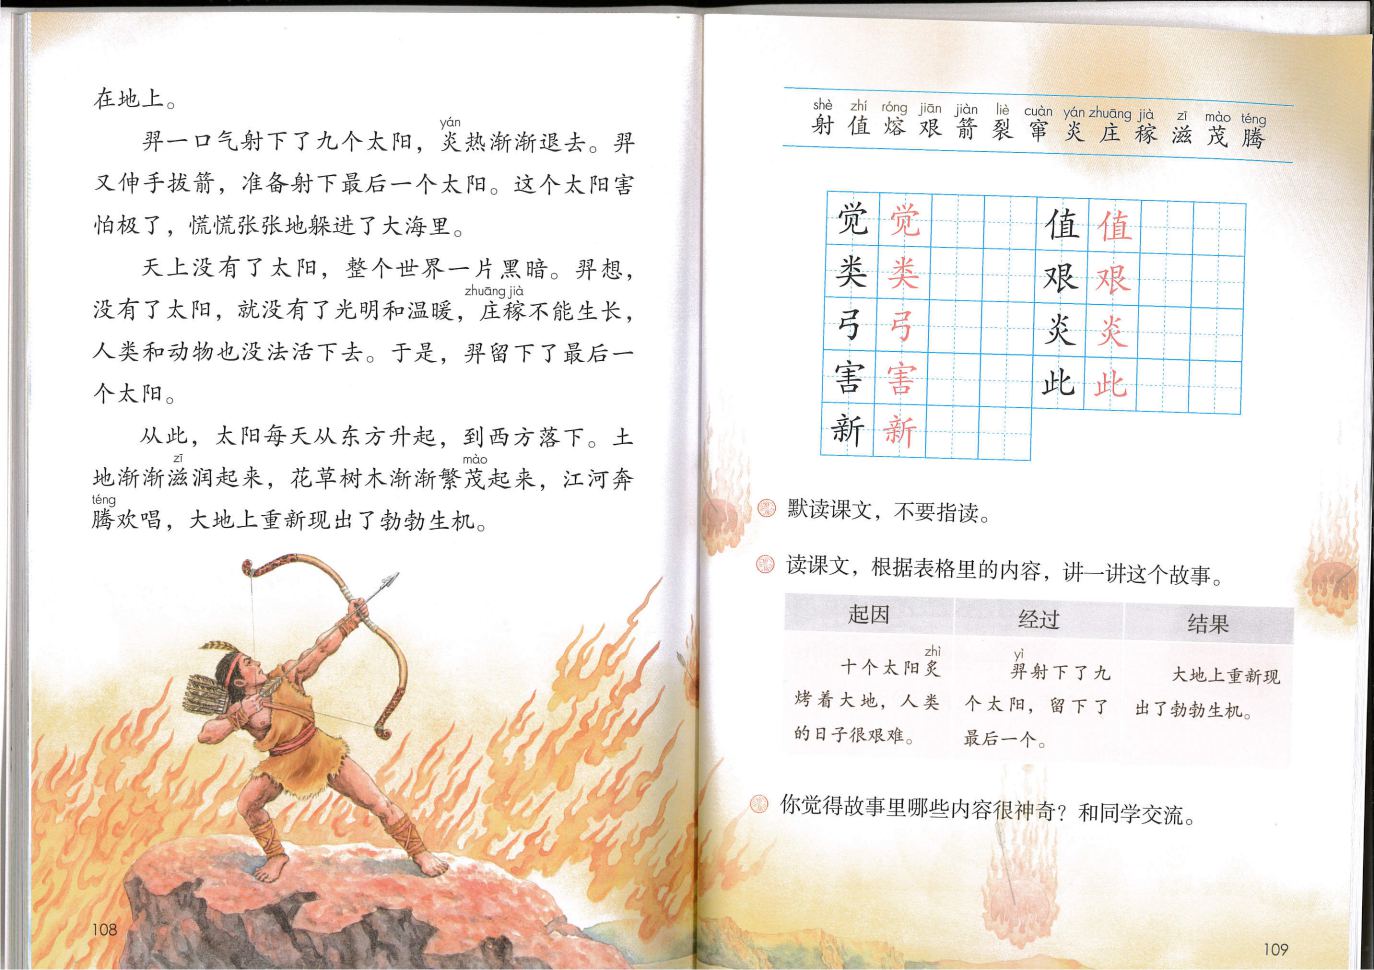 在地上。
yán
羿一口气射下了九个太阳，炎热渐渐退去。羿
又伸手拔箭，准备射下最后一个太阳。这个太阳害
怕极了，慌慌张张地躲进了大海里。
天上没有了太阳，整个世界一片黑暗。羿想，
zhuāng jià
没有了太阳，就没有了光明和温暖，庄稼不能生长，
人类和动物也没法活下去。于是，羿留下了最后一
个太阳。
从此，太阳每天从东方升起，到西方落下。土
zī mào
地渐渐滋润起来，花草树木渐渐繁茂起来，江河奔
téng
腾欢唱，大地上重新现出了勃勃生机。
108
shè zhí róng jiān jiàn liè cuàn yán zhuāng jià zī mào téng
射 值 熔 艰 箭 裂 窜 炎 庄 稼 滋 茂 腾
觉 觉 值 值
类 类 艰 艰
弓 弓 炎 炎
害 害 此 此
新 新
默读课文，不要指读。
读课文，根据表格里的内容，讲一讲这个故事。
起因 经过 结果
zhì
十个太阳炙
烤着大地，人类
的日子很艰难。
yì
羿射下了九
个太阳，留下了
最后一个。
大地上重新现
出了勃勃生机。
你觉得故事里哪些内容很神奇？和同学交流。
109